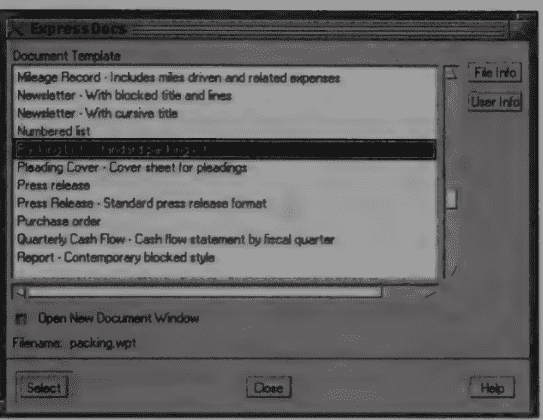 ExpressDocs
Document Template
Mileage Record - Includes miles driven and related expenses
Newsletter - With blocked title and lines
Newsletter - With cursive title
Numbered list
Pleading Cover - Cover sheet for pleadings
Press release
Press Release - Standard press release format
Purchase order
Quarterly Cash Flow - Cash flow statement by fiscal quarter
Report - Contemporary blocked style
File Info
User Info
Open New Document Window
Filename: packing.wpt
Select
Close
Help